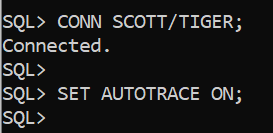 SQL> CONN SCOTT/TIGER;
Connected.
SQL>
SQL> SET AUTOTRACE ON;
SQL>